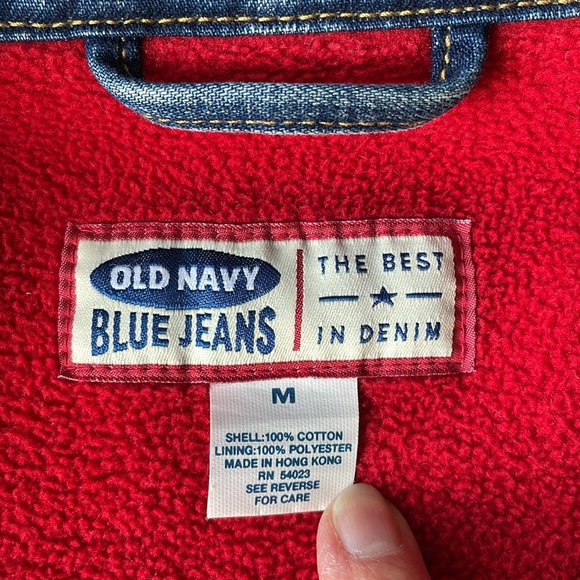 OLD NAVY
BLUE JEANS
THE BEST
IN DENIM
M
SHELL:100% COTTON
LINING:100% POLYESTER
MADE IN HONG KONG
RN 54023
SEE REVERSE
FOR CARE